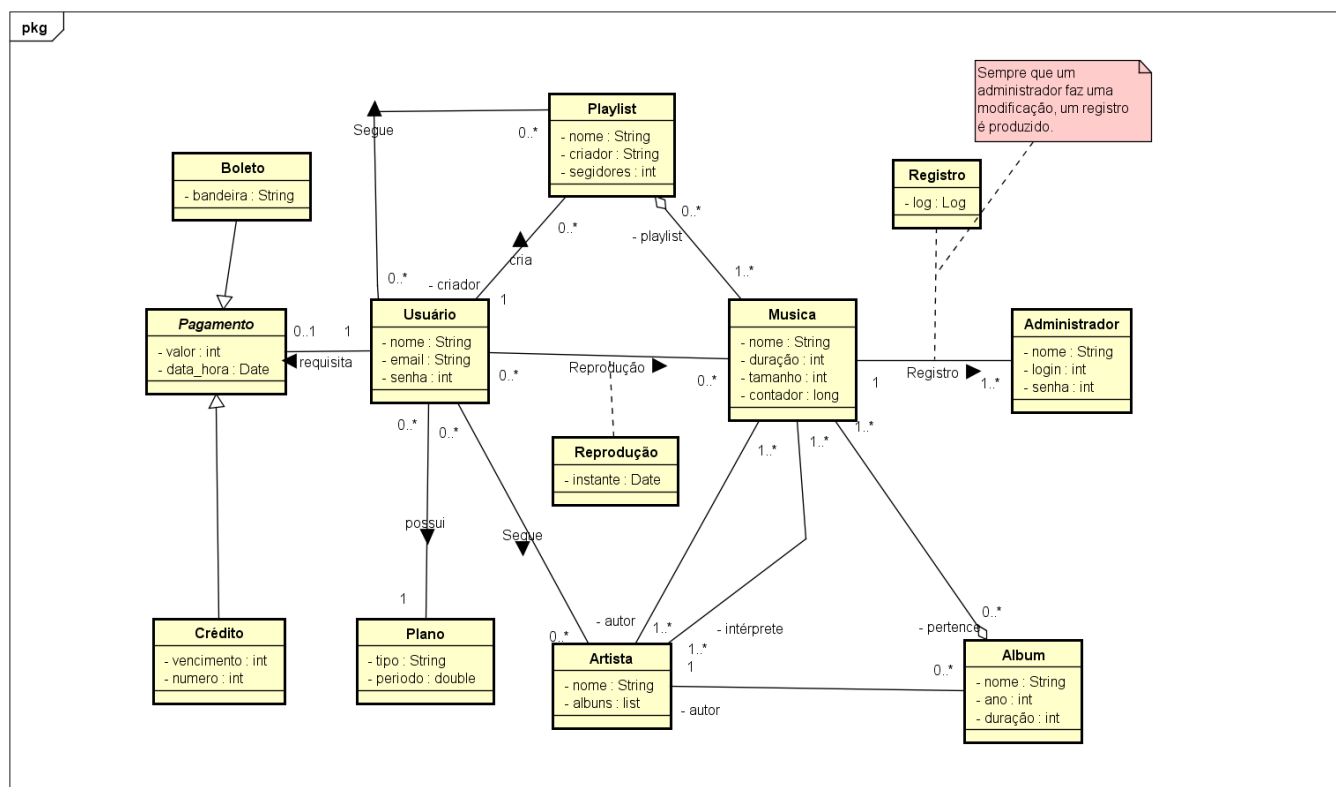 pkg
Sempre que um
administrador faz uma
modificação, um registro
é produzido.
Segue
0..*
Playlist
- nome : String
- criador : String
- segidores : int
Boleto
- bandeira : String
Registro
- log : Log
0..*
- playlist
0..*
cria
- criador
0..*
1
1..*
Pagamento
- valor : int
- data_hora : Date
0..1
1
requisita
Usuário
- nome : String
- email : String
- senha : int
0..*
Reprodução
0..*
Musica
- nome : String
- duração : int
- tamanho : int
- contador : long
1
Registro
1..*
Administrador
- nome : String
- login : int
- senha : int
0..*
0..*
1..*
1..*
1..*
Reprodução
- instante : Date
possui
Segue
1
- autor
0..*
1..*
- intérprete
1..*
1
0..*
- pertence
0..*
Crédito
- vencimento : int
- numero : int
Plano
- tipo : String
- periodo : double
Artista
- nome : String
- albuns : list
- autor
Album
- nome : String
- ano : int
- duração : int